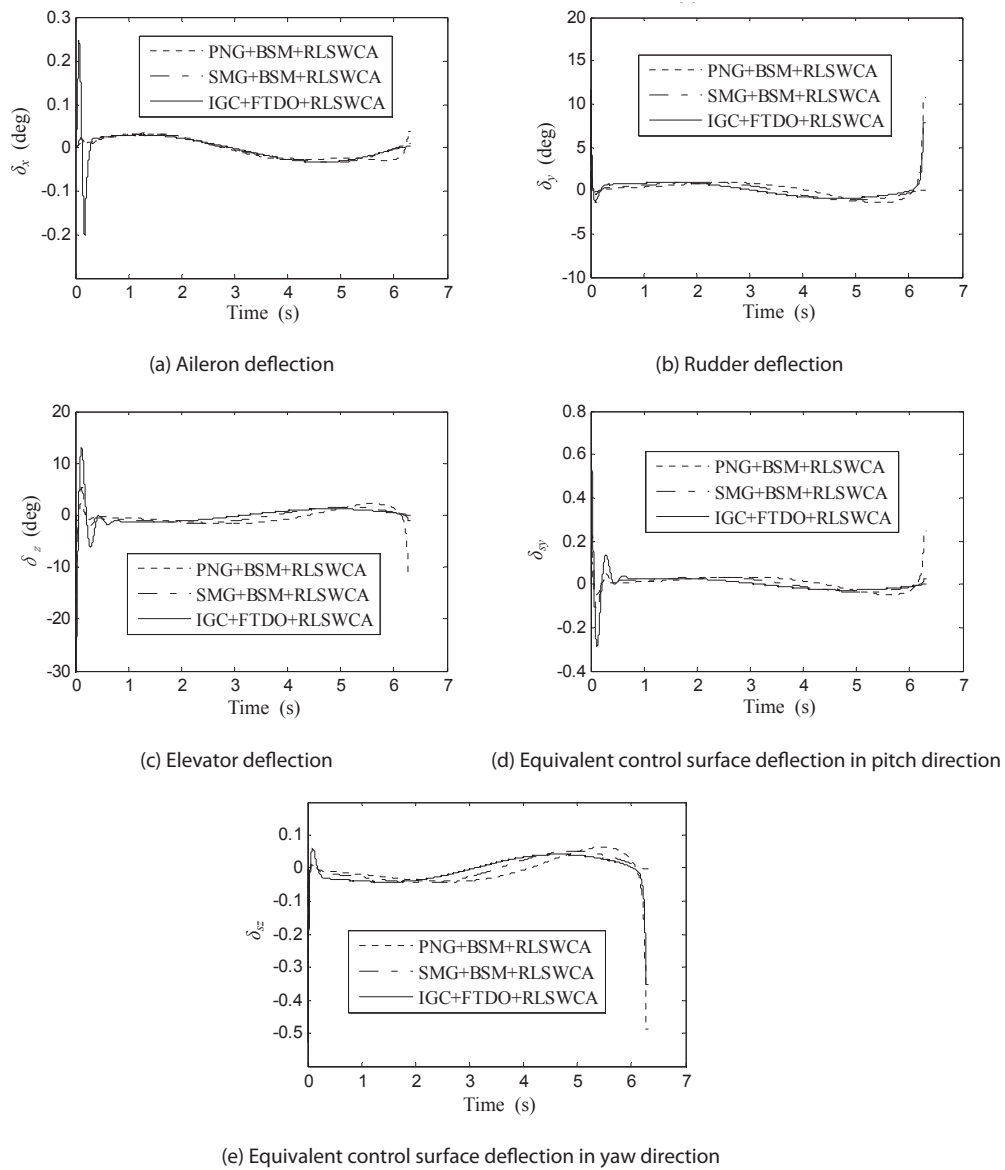 0.3
0.2
0.1
0
-0.1
-0.2
δx (deg)
PNG+BSM+RLSWCA
SMG+BSM+RLSWCA
IGC+FTDO+RLSWCA
0 1 2 3 4 5 6 7
Time (s)
(a) Aileron deflection
20
15
10
5
0
-5
-10
δy (deg)
PNG+BSM+RLSWCA
SMG+BSM+RLSWCA
IGC+FTDO+RLSWCA
0 1 2 3 4 5 6 7
Time (s)
(b) Rudder deflection
20
10
0
-10
-20
-30
δz (deg)
PNG+BSM+RLSWCA
SMG+BSM+RLSWCA
IGC+FTDO+RLSWCA
0 1 2 3 4 5 6 7
Time (s)
(c) Elevator deflection
0.8
0.6
0.4
0.2
0
-0.2
-0.4
δsy
PNG+BSM+RLSWCA
SMG+BSM+RLSWCA
IGC+FTDO+RLSWCA
0 1 2 3 4 5 6 7
Time (s)
(d) Equivalent control surface deflection in pitch direction
0.1
0
-0.1
-0.2
-0.3
-0.4
-0.5
δsz
PNG+BSM+RLSWCA
SMG+BSM+RLSWCA
IGC+FTDO+RLSWCA
0 1 2 3 4 5 6 7
Time (s)
(e) Equivalent control surface deflection in yaw direction